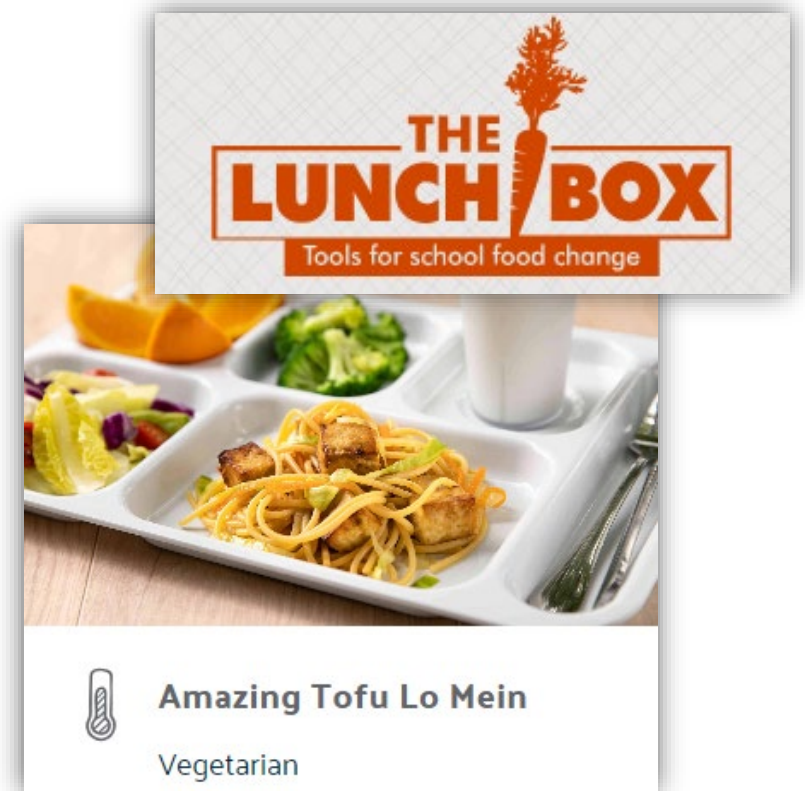 THE
LUNCH BOX
Tools for school food change
Amazing Tofu Lo Mein
Vegetarian